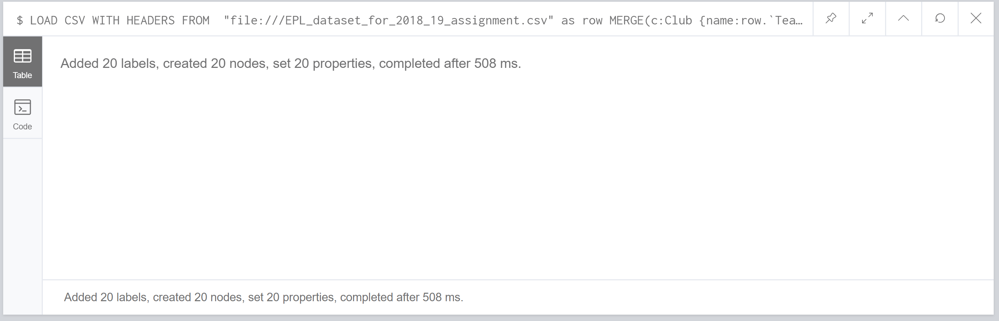 $ LOAD CSV WITH HEADERS FROM  "file:///EPL_dataset_for_2018_19_assignment.csv" as row MERGE(c:Club {name:row.`Tea…
Table
Added 20 labels, created 20 nodes, set 20 properties, completed after 508 ms.
Code
Added 20 labels, created 20 nodes, set 20 properties, completed after 508 ms.